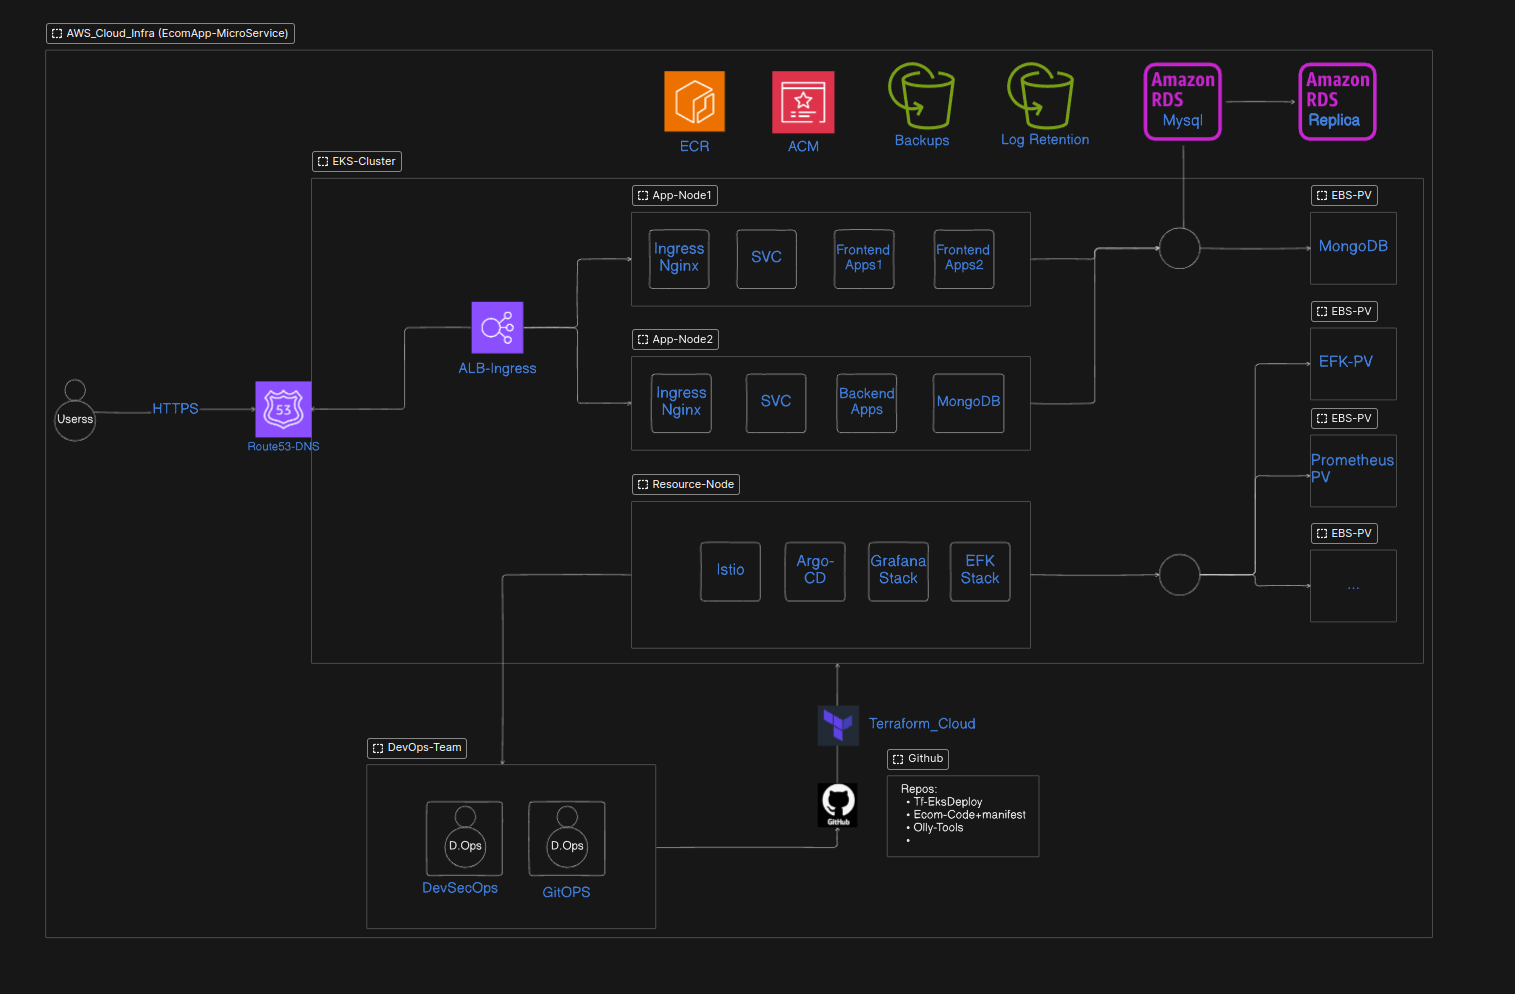 AWS_Cloud_Infra (EcomApp-MicroService)
ECR
ACM
Backups
Log Retention
Amazon
RDS
Mysql
Amazon
RDS
Replica
EKS-Cluster
App-Node1
Ingress
Nginx
SVC
Frontend
Apps1
Frontend
Apps2
EBS-PV
MongoDB
ALB-Ingress
App-Node2
Ingress
Nginx
SVC
Backend
Apps
MongoDB
EBS-PV
EFK-PV
Userss
HTTPS
53
Route53-DNS
EBS-PV
Prometheus
PV
Resource-Node
Istio
Argo-
CD
Grafana
Stack
EFK
Stack
EBS-PV
...
Terraform_Cloud
DevOps-Team
D.Ops
DevSecOps
D.Ops
GitOPS
GitHub
Github
Repos:
• Tf-EksDeploy
• Ecom-Code+manifest
• Olly-Tools
•